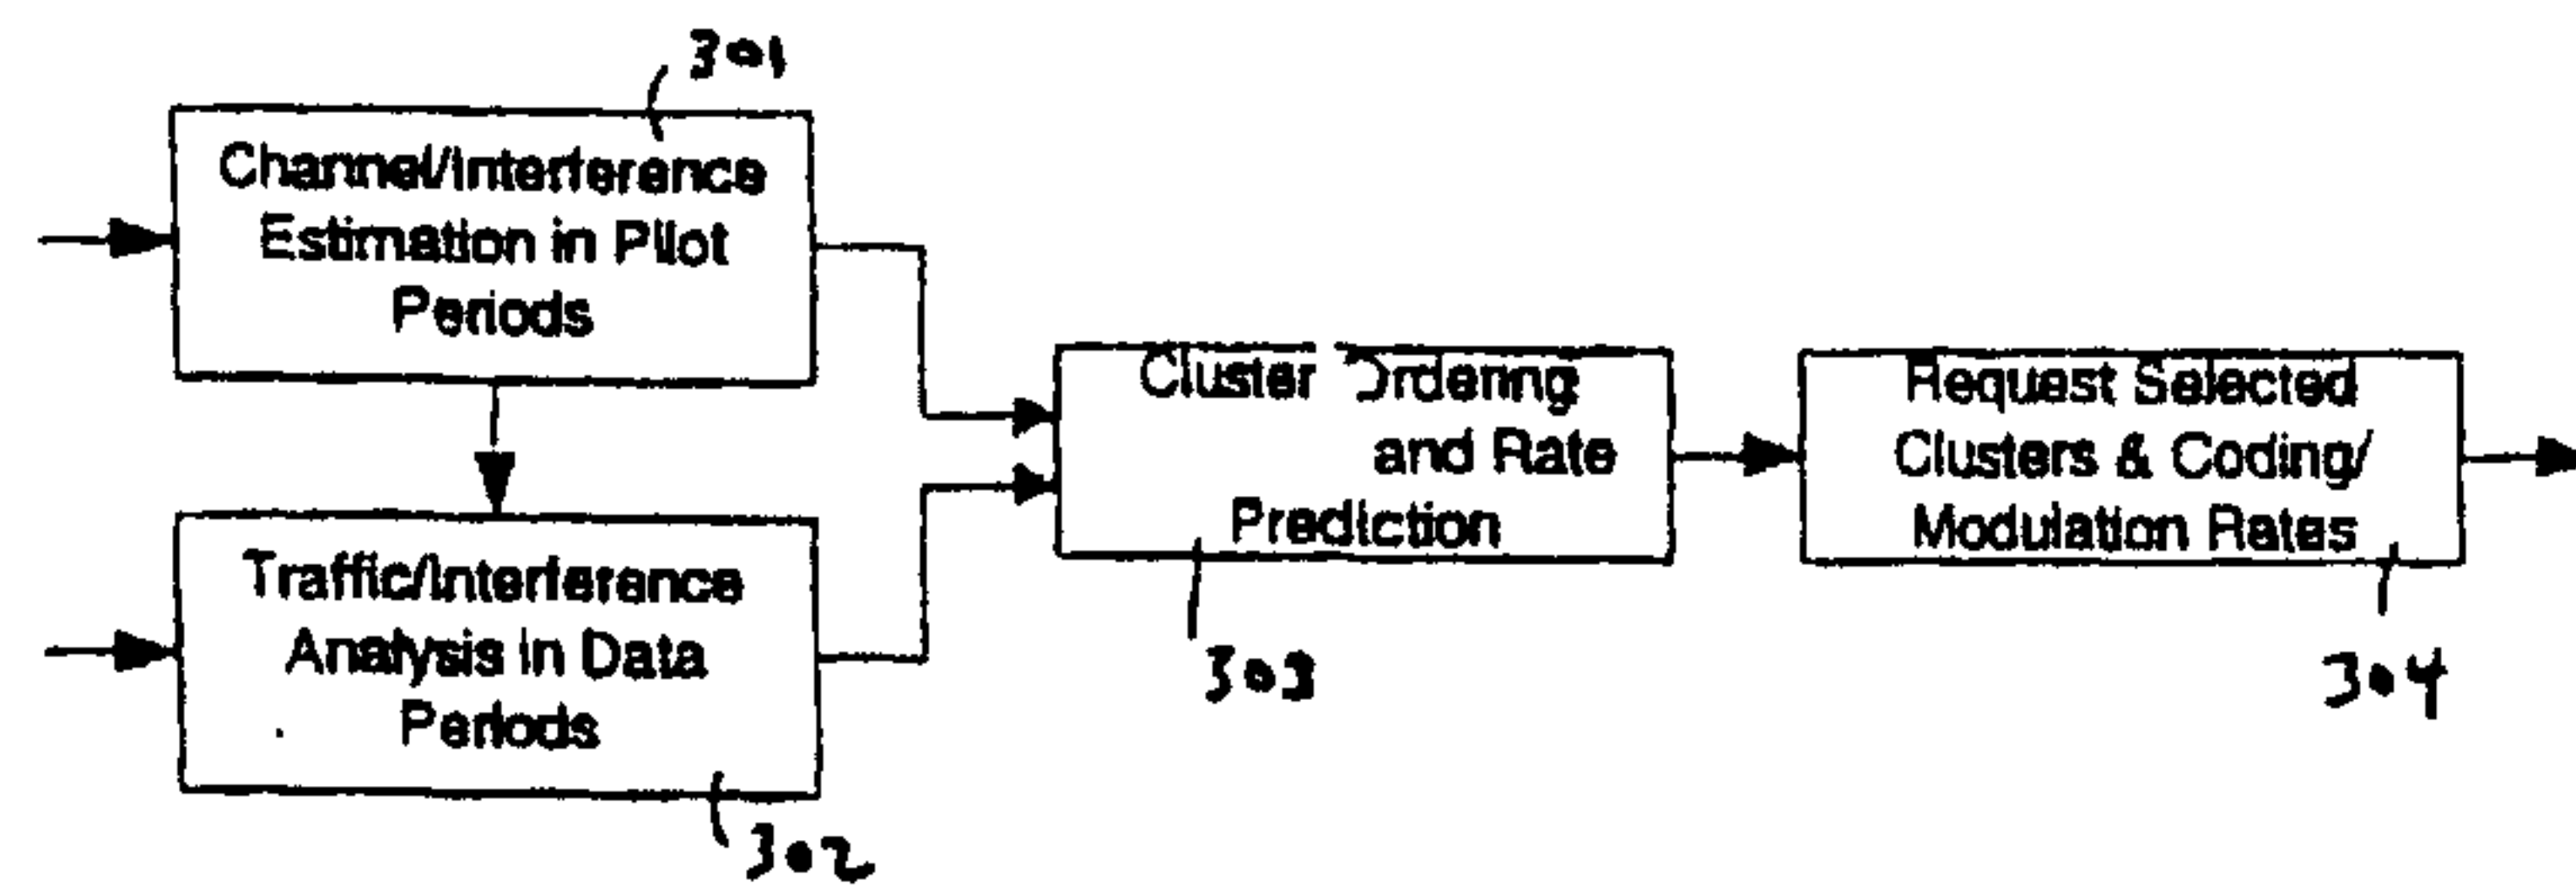 301
Channel/Interference
Estimation in Pilot
Periods
Traffic/Interference
Analysis in Data
Periods
302
Cluster Ordering
and Rate
Prediction
303
Request Selected
Clusters & Coding/
Modulation Rates
304